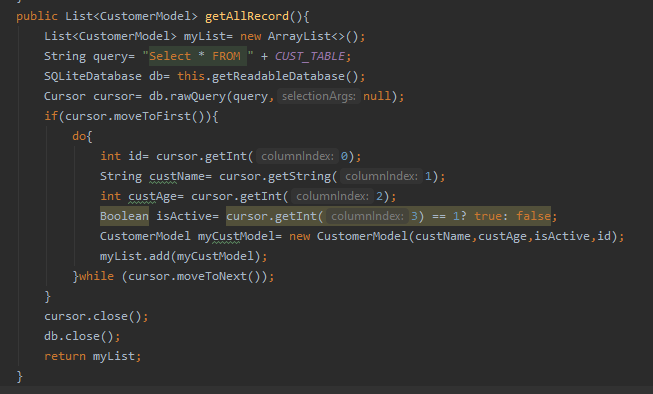 public List<CustomerModel> getAllRecord(){
List<CustomerModel> myList= new ArrayList<>();
String query= "Select * FROM " + CUST_TABLE;
SQLiteDatabase db= this.getReadableDatabase();
Cursor cursor= db.rawQuery(query, selectionArgs: null);
if(cursor.moveToFirst()){
do{
int id= cursor.getInt( columnIndex: 0);
String custName= cursor.getString( columnIndex: 1);
int custAge= cursor.getInt( columnIndex: 2);
Boolean isActive= cursor.getInt( columnIndex: 3) == 1? true: false;
CustomerModel myCustModel= new CustomerModel(custName,custAge,isActive,id);
myList.add(myCustModel);
}while (cursor.moveToNext());
}
cursor.close();
db.close();
return myList;
}